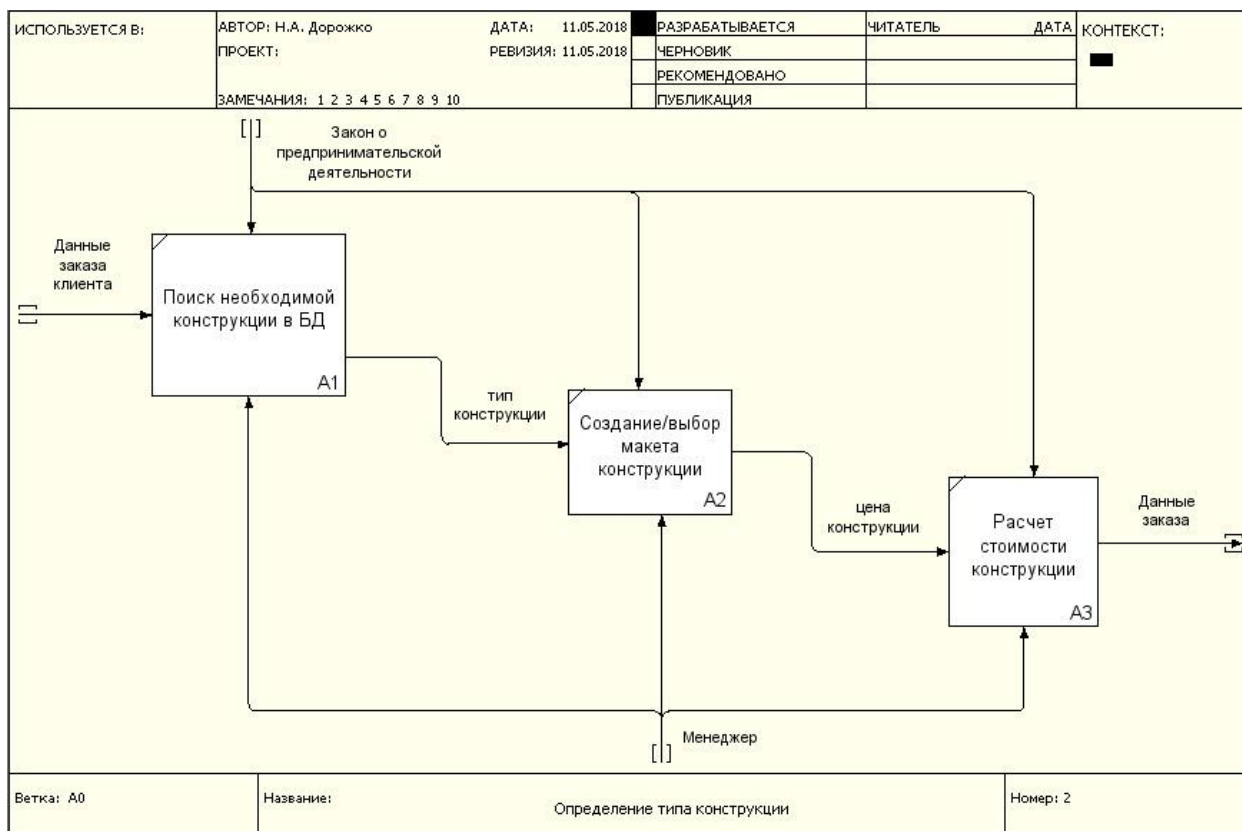 ИСПОЛЬЗУЕТСЯ В:
АВТОР: Н.А. Дорожко
ДАТА: 11.05.2018
ПРОЕКТ:
РЕВИЗИЯ: 11.05.2018
ЗАМЕЧАНИЯ: 1 2 3 4 5 6 7 8 9 10
РАЗРАБАТЫВАЕТСЯ
ЧЕРНОВИК
РЕКОМЕНДОВАНО
ПУБЛИКАЦИЯ
ЧИТАТЕЛЬ
ДАТА
КОНТЕКСТ:
Закон о
предпринимательской
деятельности
Данные
заказа
клиента
Поиск необходимой
конструкции в БД
A1
тип
конструкции
Создание/выбор
макета
конструкции
A2
цена
конструкции
Расчет
стоимости
конструкции
A3
Данные
заказа
Менеджер
Ветка: A0
Название:
Определение типа конструкции
Номер: 2